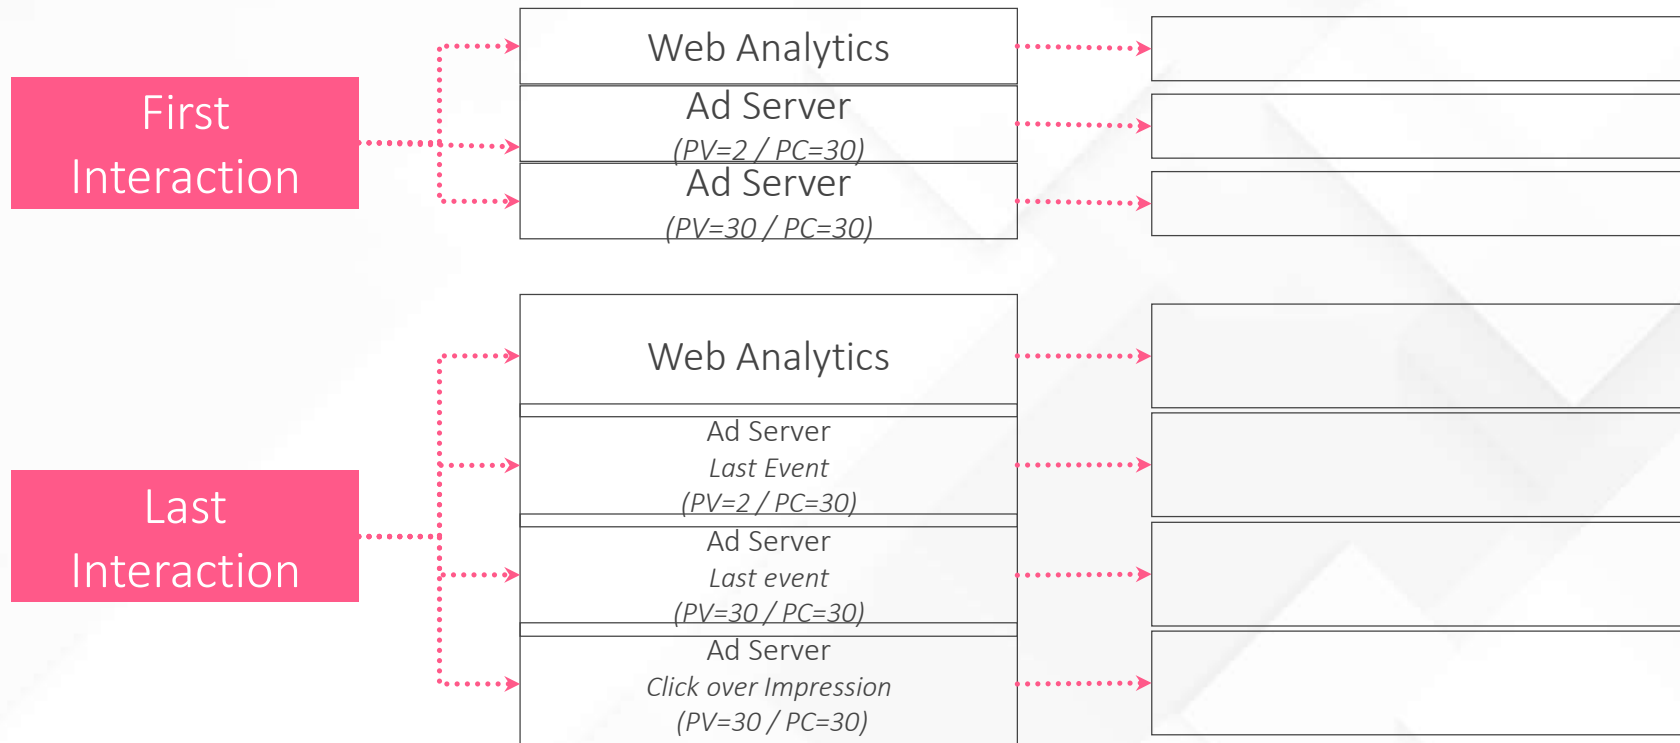 First
Interaction
Web Analytics
Ad Server
(PV=2 / PC=30)
Ad Server
(PV=30 / PC=30)
Last
Interaction
Web Analytics
Ad Server
Last Event
(PV=2 / PC=30)
Ad Server
Last event
(PV=30 / PC=30)
Ad Server
Click over Impression
(PV=30 / PC=30)